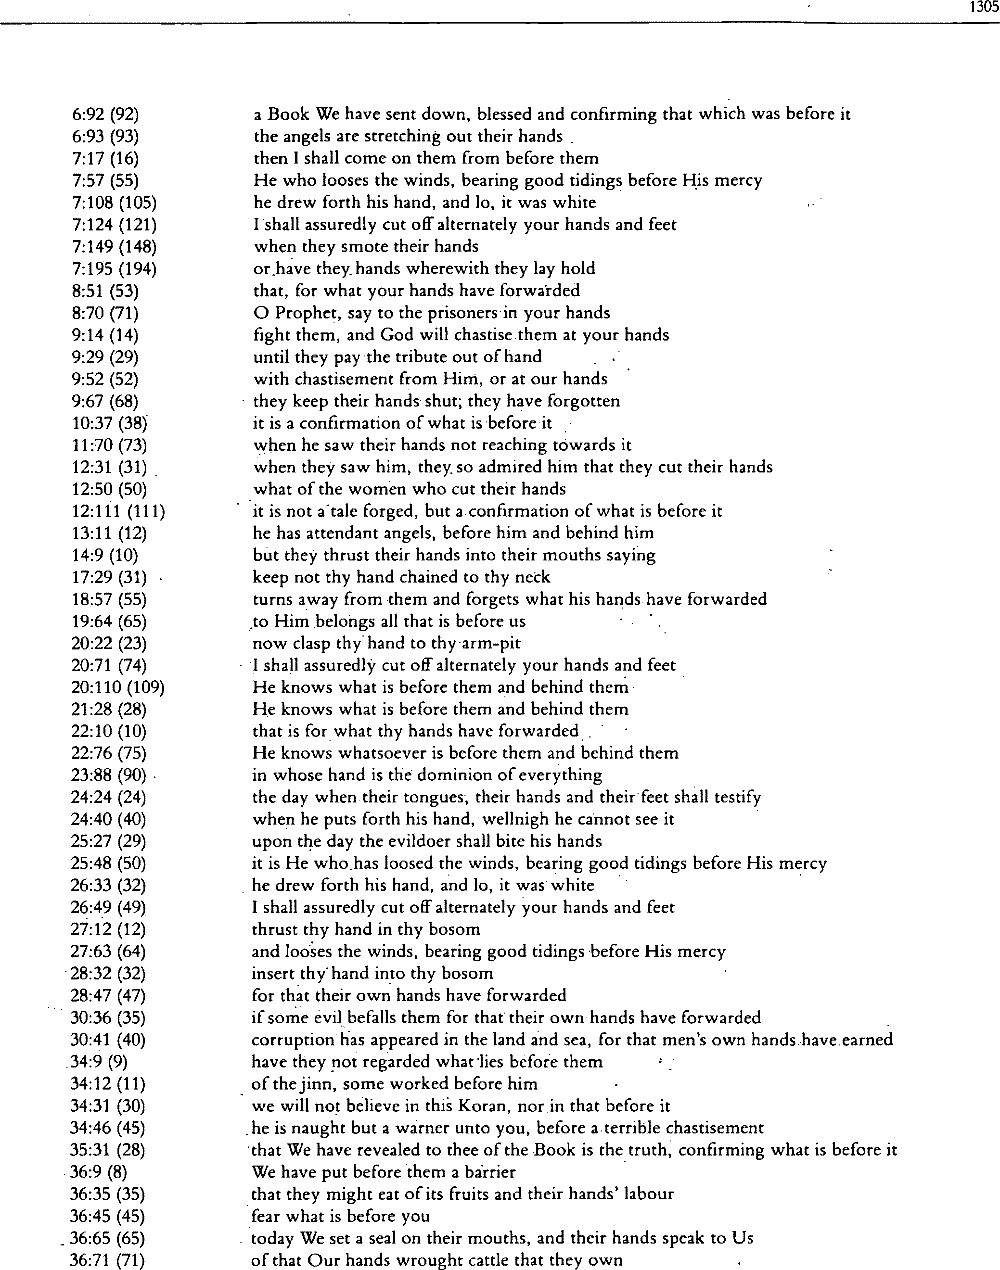 1305
6:92 (92) a Book We have sent down, blessed and confirming that which was before it
6:93 (93) the angels are stretching out their hands
7:17 (16) then I shall come on them from before them
7:57 (55) He who looses the winds, bearing good tidings before His mercy
7:108 (105) he drew forth his hand, and lo, it was white
7:124 (121) I shall assuredly cut off alternately your hands and feet
7:149 (148) when they smote their hands
7:195 (194) or have they hands wherewith they lay hold
8:51 (53) that, for what your hands have forwarded
8:70 (71) O Prophet, say to the prisoners in your hands
9:14 (14) fight them, and God will chastise them at your hands
9:29 (29) until they pay the tribute out of hand
9:52 (52) with chastisement from Him, or at our hands
9:67 (68) they keep their hands shut; they have forgotten
10:37 (38) it is a confirmation of what is before it
11:70 (73) when he saw their hands not reaching towards it
12:31 (31) when they saw him, they so admired him that they cut their hands
12:50 (50) what of the women who cut their hands
12:111 (111) it is not a tale forged, but a confirmation of what is before it
13:11 (12) he has attendant angels, before him and behind him
14:9 (10) but they thrust their hands into their mouths saying
17:29 (31) keep not thy hand chained to thy neck
18:57 (55) turns away from them and forgets what his hands have forwarded
19:64 (65) to Him belongs all that is before us
20:22 (23) now clasp thy hand to thy arm-pit
20:71 (74) I shall assuredly cut off alternately your hands and feet
20:110 (109) He knows what is before them and behind them
21:28 (28) He knows what is before them and behind them
22:10 (10) that is for what thy hands have forwarded
22:76 (75) He knows whatsoever is before them and behind them
23:88 (90) in whose hand is the dominion of everything
24:24 (24) the day when their tongues, their hands and their feet shall testify
24:40 (40) when he puts forth his hand, wellnigh he cannot see it
25:27 (29) upon the day the evildoer shall bite his hands
25:48 (50) it is He who has loosed the winds, bearing good tidings before His mercy
26:33 (32) he drew forth his hand, and lo, it was white
26:49 (49) I shall assuredly cut off alternately your hands and feet
27:12 (12) thrust thy hand in thy bosom
27:63 (64) and looses the winds, bearing good tidings before His mercy
28:32 (32) insert thy hand into thy bosom
28:47 (47) for that their own hands have forwarded
30:36 (35) if some evil befalls them for that their own hands have forwarded
30:41 (40) corruption has appeared in the land and sea, for that men's own hands have earned
34:9 (9) have they not regarded what lies before them
34:12 (11) of the jinn, some worked before him
34:31 (30) we will not believe in this Koran, nor in that before it
34:46 (45) he is naught but a warner unto you, before a terrible chastisement
35:31 (28) that We have revealed to thee of the Book is the truth, confirming what is before it
36:9 (8) We have put before them a barrier
36:35 (35) that they might eat of its fruits and their hands' labour
36:45 (45) fear what is before you
36:65 (65) today We set a seal on their mouths, and their hands speak to Us
36:71 (71) of that Our hands wrought cattle that they own